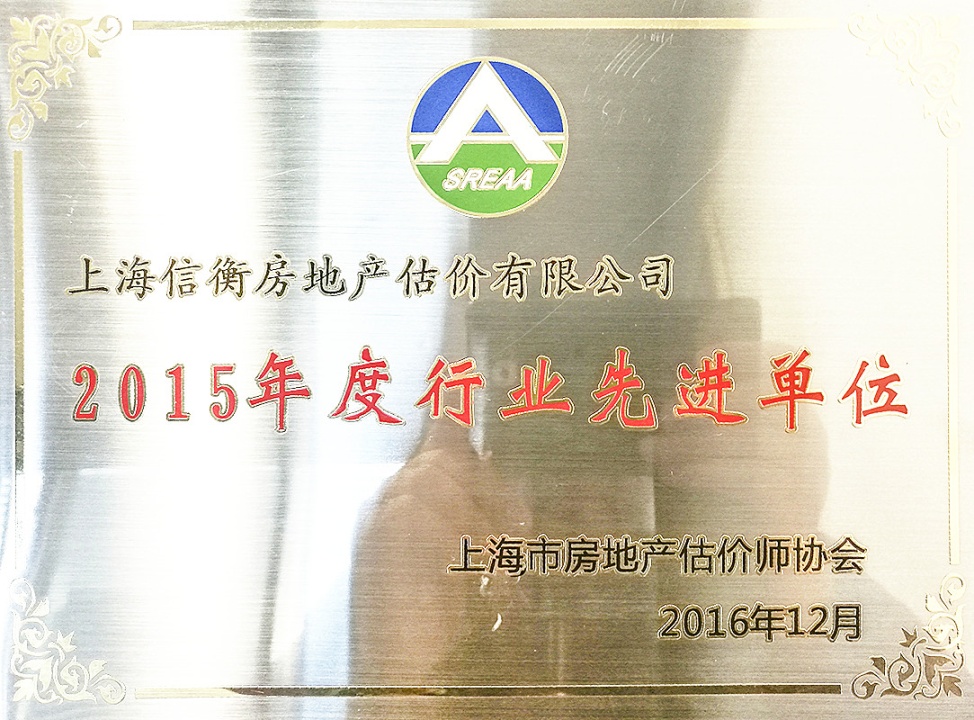 SREAA
上海信衡房地产估价有限公司
2015年度行业先进单位
上海市房地产估价师协会
2016年12月